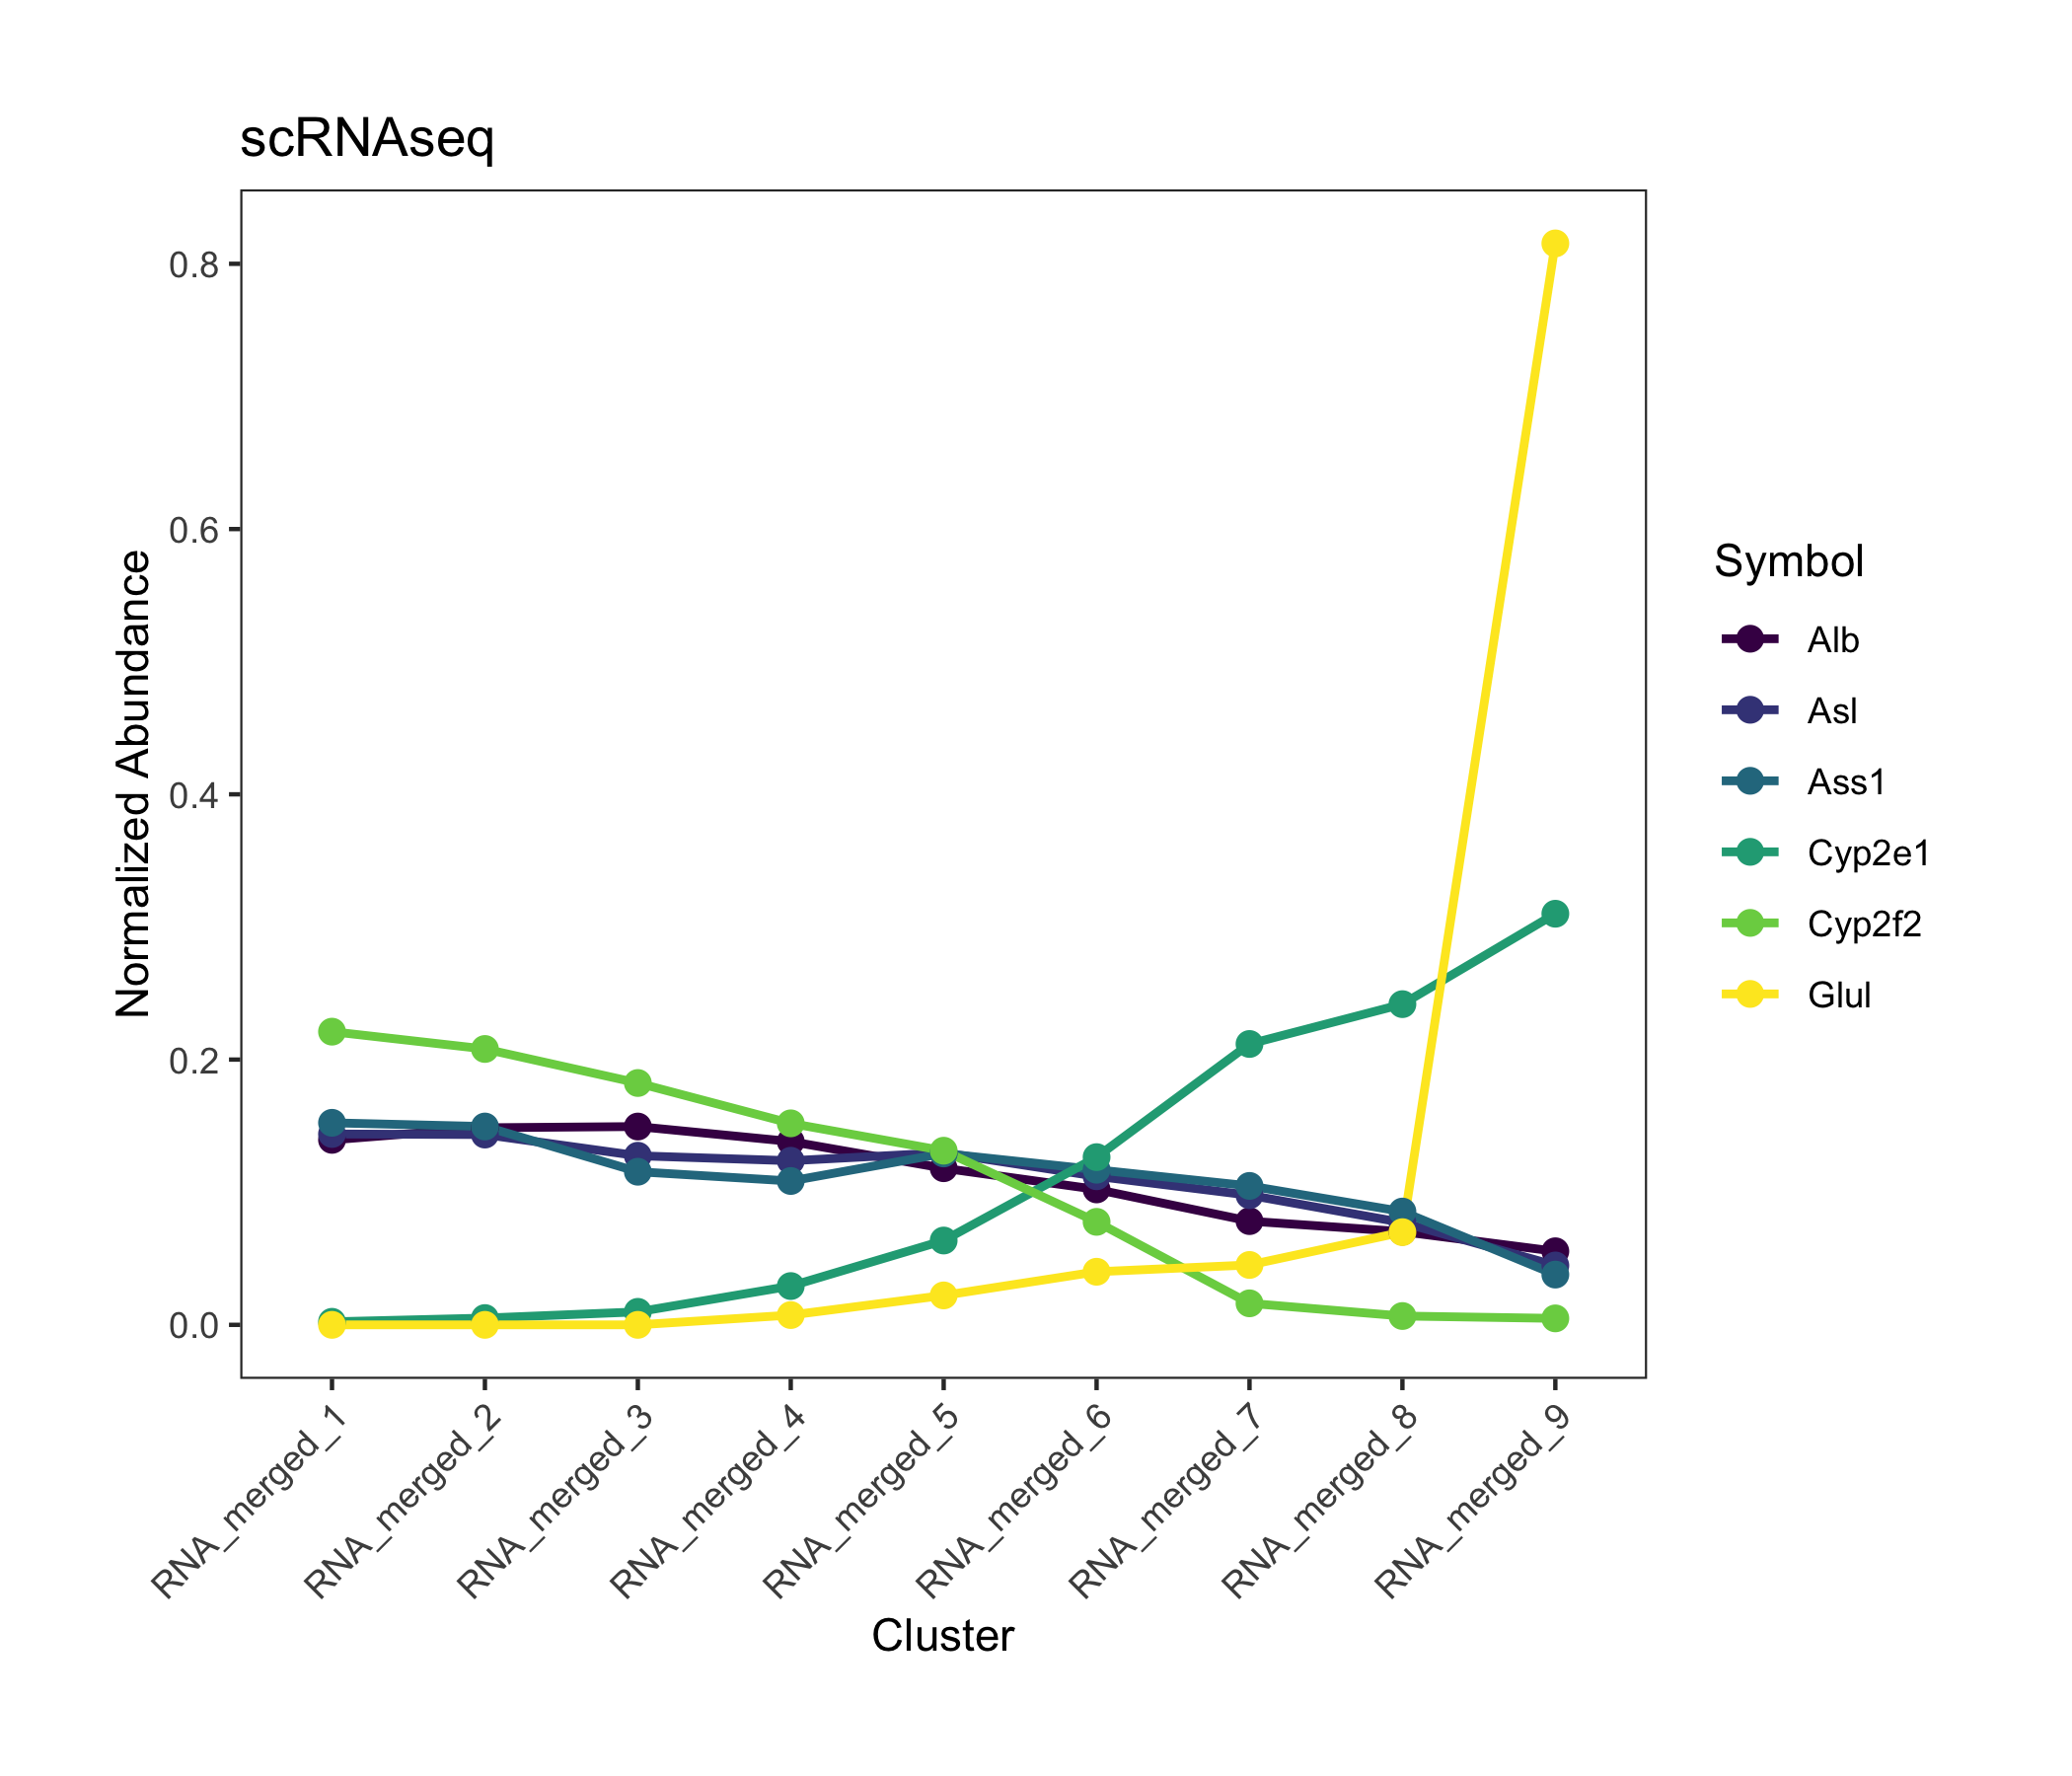 scRNAseq
Normalized Abundance
0.8
0.6
0.4
0.2
0.0
RNA_merged_1
RNA_merged_2
RNA_merged_3
RNA_merged_4
RNA_merged_5
RNA_merged_6
RNA_merged_7
RNA_merged_8
RNA_merged_9
Cluster
Symbol
Alb
Asl
Ass1
Cyp2e1
Cyp2f2
Glul